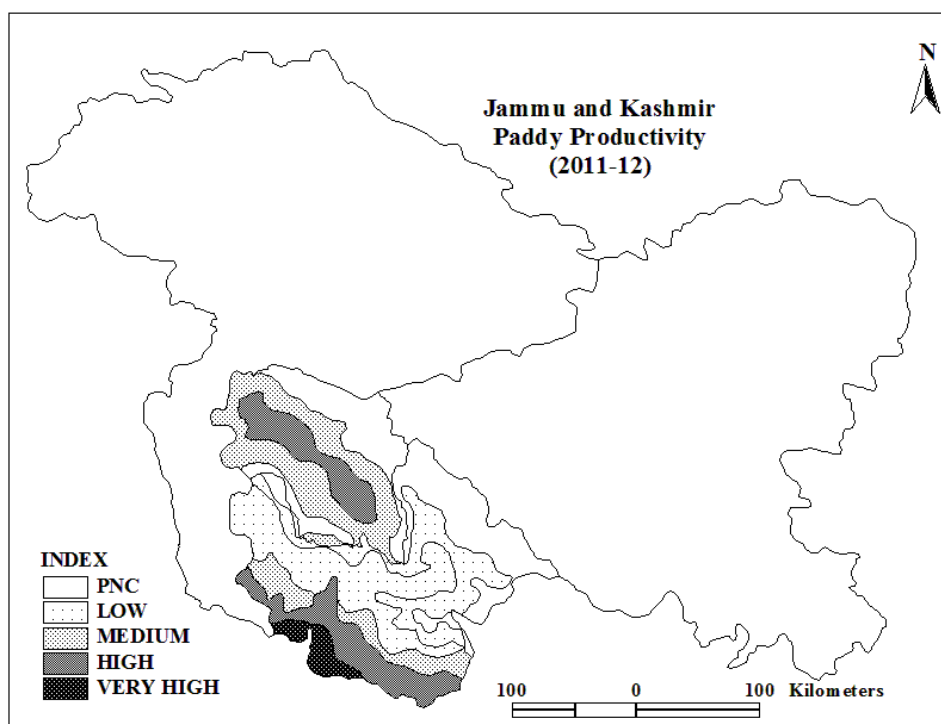 N
Jammu and Kashmir
Paddy Productivity
(2011-12)
INDEX
PNC
LOW
MEDIUM
HIGH
VERY HIGH
100 0 100 Kilometers